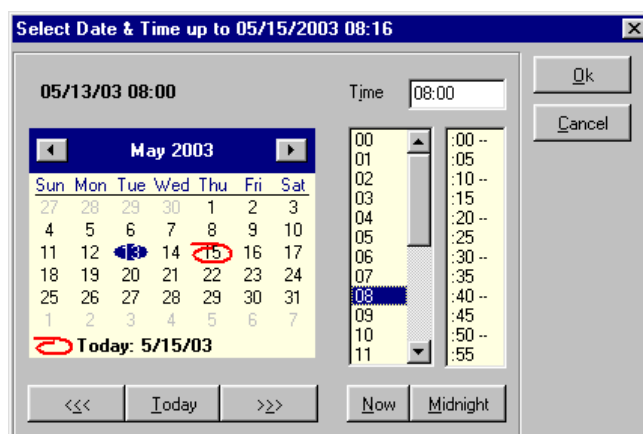 Select Date & Time up to 05/15/2003 08:16
05/13/03 08:00
Time 08:00
Ok
Cancel
May 2003
Sun Mon Tue Wed Thu Fri Sat
27 28 29 30 1 2 3
4 5 6 7 8 9 10
11 12 13 14 15 16 17
18 19 20 21 22 23 24
25 26 27 28 29 30 31
1 2 3 4 5 6 7
Today: 5/15/03
00
01
02
03
04
05
06
07
08
09
10
11
:00 --
:05
:10 --
:15
:20 --
:25
:30 --
:35
:40 --
:45
:50 --
:55
<<< Today >>> Now Midnight